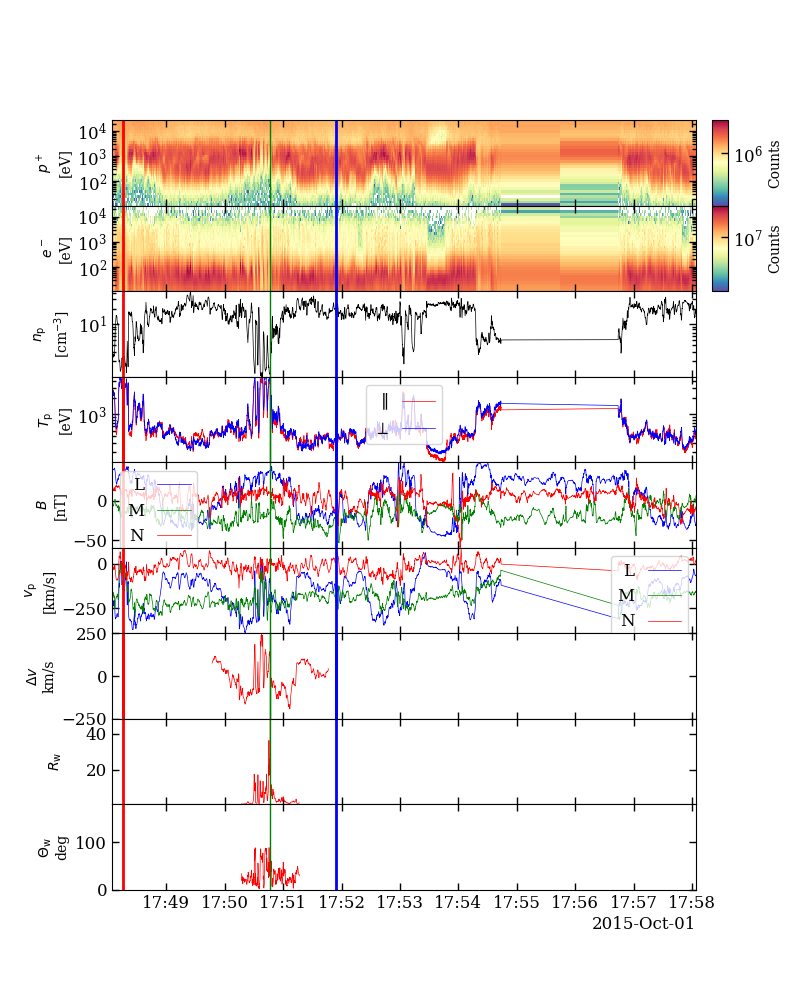 10⁴
10³
10²
p⁺
[eV]
10⁶
Counts
10⁴
10³
10²
e⁻
[eV]
10⁷
Counts
10¹
nₚ
[cm⁻³]
10³
Tₚ
[eV]
∥
⊥
0
−50
B
[nT]
L
M
N
0
−250
vₚ
[km/s]
L
M
N
250
0
−250
Δv
km/s
40
20
R_w
100
0
Θ_w
deg
17:49 17:50 17:51 17:52 17:53 17:54 17:55 17:56 17:57 17:58
2015-Oct-01